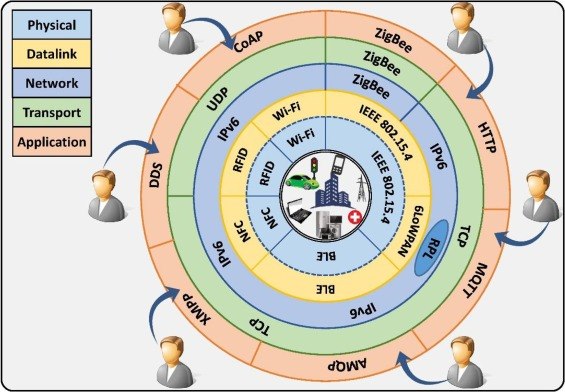 Physical
Datalink
Network
Transport
Application
CoAP
ZigBee
HTTP
MQTT
AMQP
XMPP
DDS
UDP
ZigBee
TCP
TCP
IPv6
ZigBee
IPv6
RPL
IPv6
IPv6
Wi-Fi
IEEE 802.15.4
6LOWPAN
BLE
NFC
RFID
Wi-Fi
IEEE 802.15.4
BLE
NFC
RFID